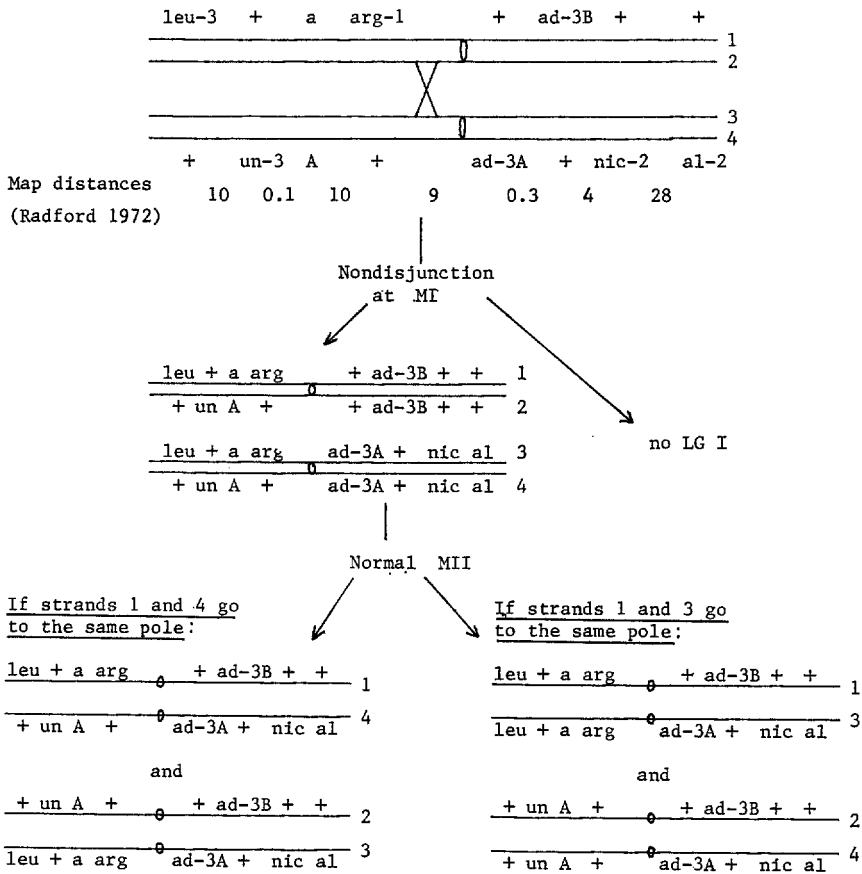 leu-3 + a arg-1 + ad-3B + +
1
2
3
4
+ un-3 A + ad-3A + nic-2 al-2
Map distances
(Radford 1972)
10 0.1 10 9 0.3 4 28
Nondisjunction
at MI
leu + a arg + ad-3B + + 1
+ un A + + ad-3B + + 2
leu + a arg ad-3A + nic al 3
+ un A + ad-3A + nic al 4
no LG I
Normal MII
If strands 1 and 4 go
to the same pole:
leu + a arg + ad-3B + + 1
+ un A + ad-3A + nic al 4
and
+ un A + + ad-3B + + 2
leu + a arg ad-3A + nic al 3
If strands 1 and 3 go
to the same pole:
leu + a arg + ad-3B + + 1
leu + a arg ad-3A + nic al 3
and
+ un A + + ad-3B + + 2
+ un A + ad-3A + nic al 4